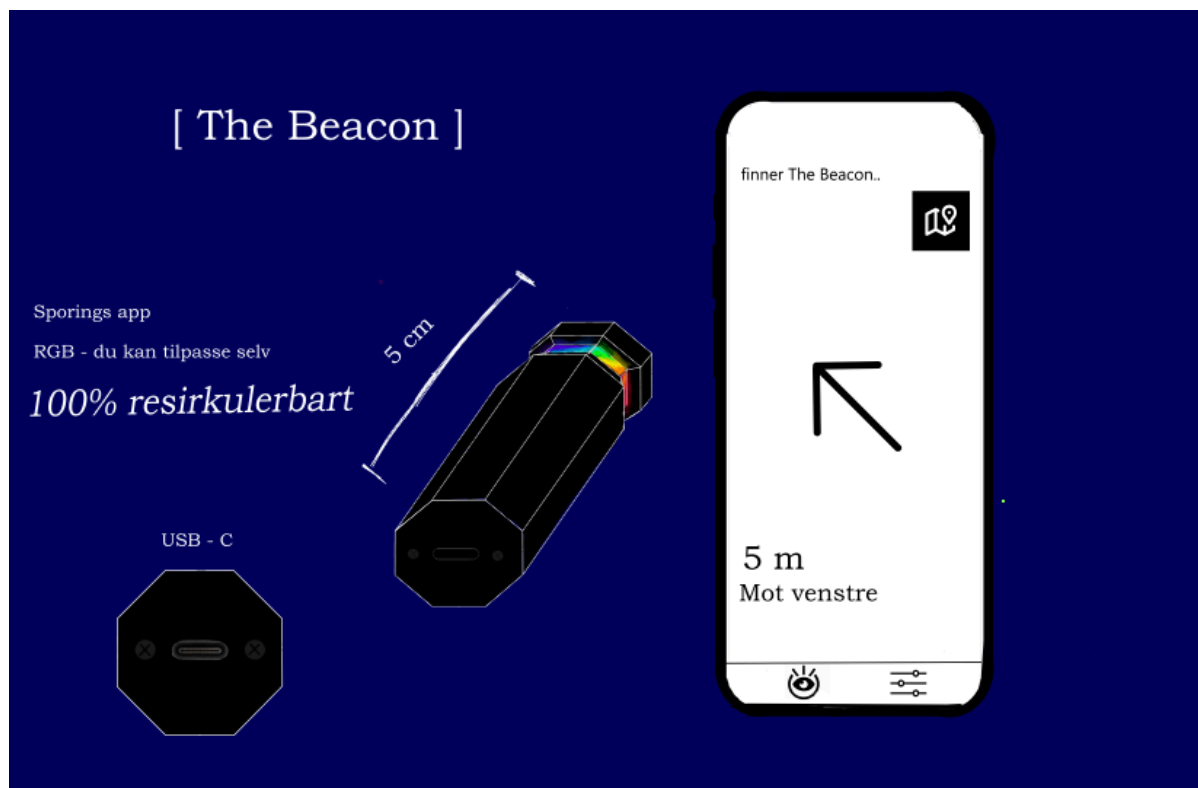 [ The Beacon ]
Sporings app
RGB - du kan tilpasse selv
100% resirkulerbart
5 cm
USB - C
finner The Beacon..
5 m
Mot venstre